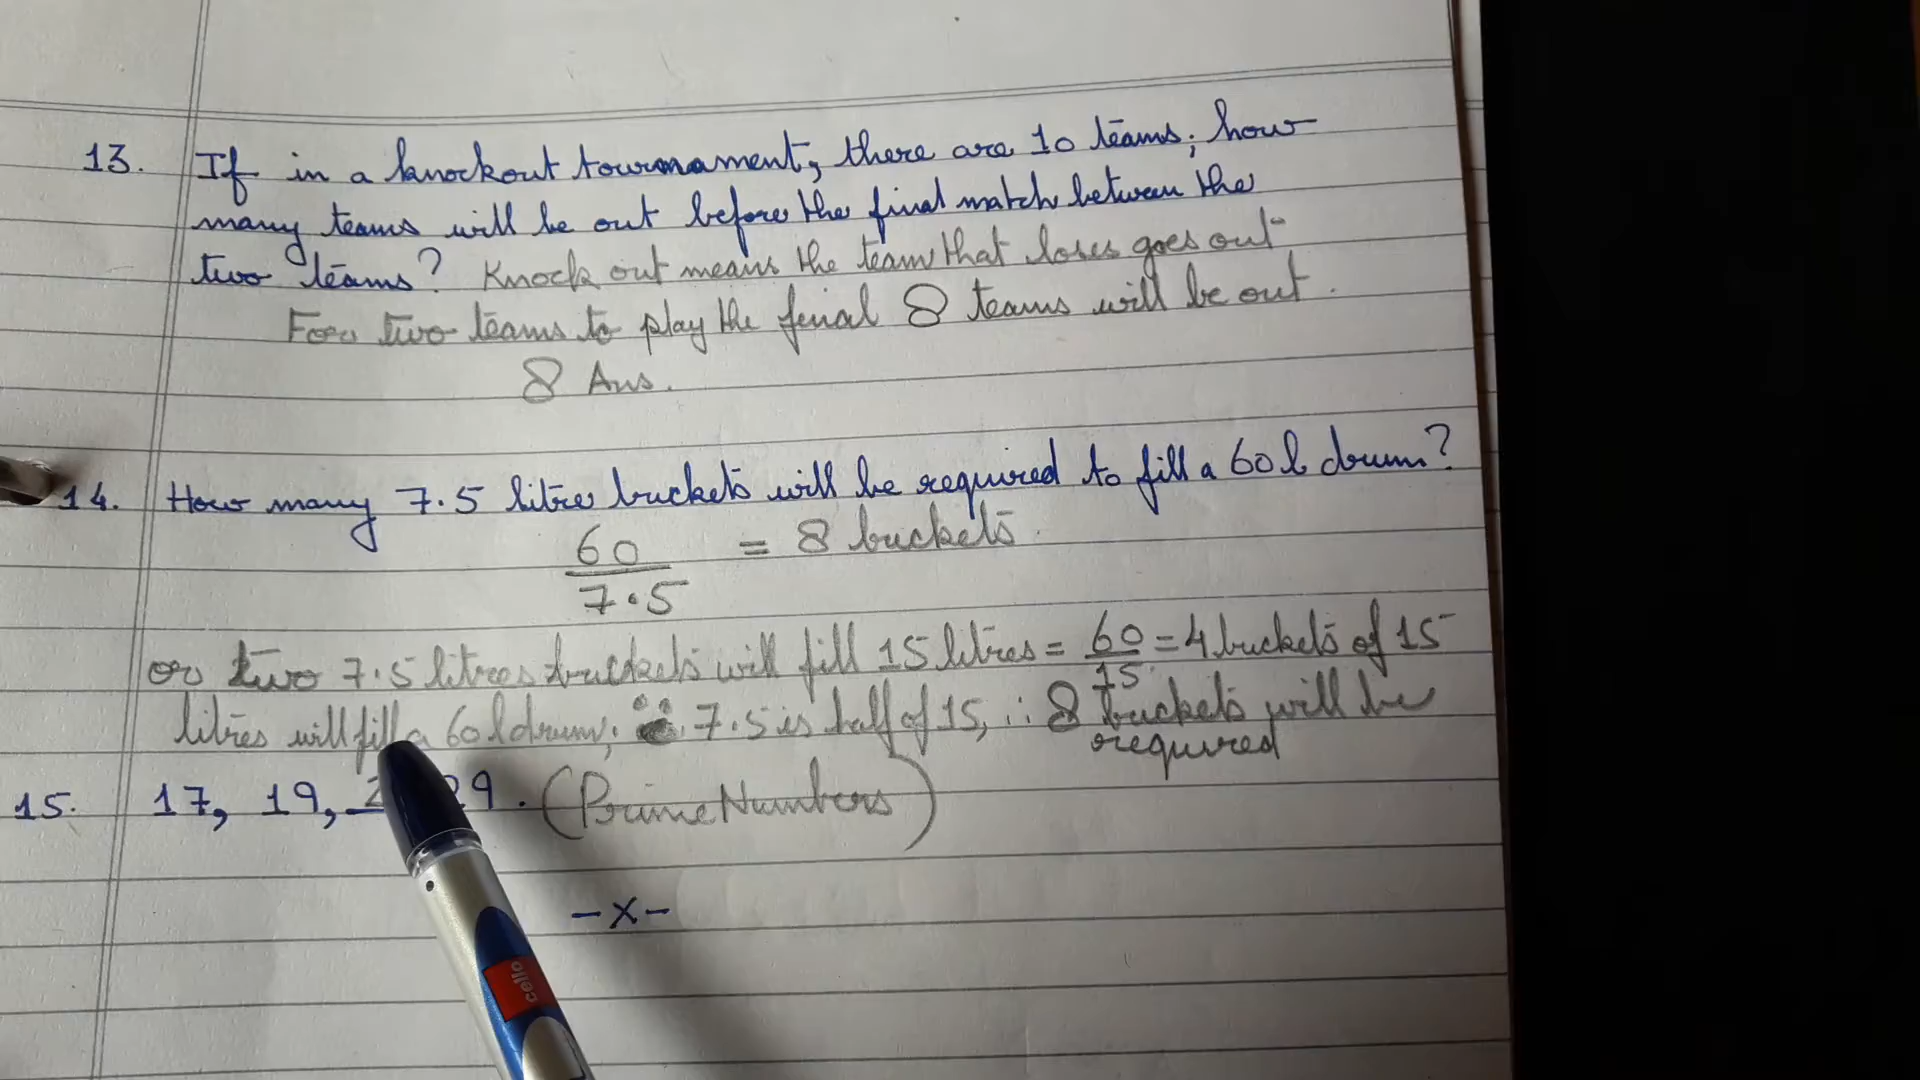 13. If in a knockout tournament, there are 10 teams, how
many teams will be out before the final match between the
two teams? Knock out means the team that loses goes out.
For two teams to play the final 8 teams will be out.
8 Ans.
14. How many 7.5 litre buckets will be required to fill a 60 l drum?
60 / 7.5 = 8 buckets.
or two 7.5 litres buckets will fill 15 litres = 60/15 = 4 buckets of 15
litres will fill a 60 l drum, 7.5 is half of 15, ∴ 8 buckets will be
required
15. 17, 19, 29. (Prime Numbers)
-x-
cello